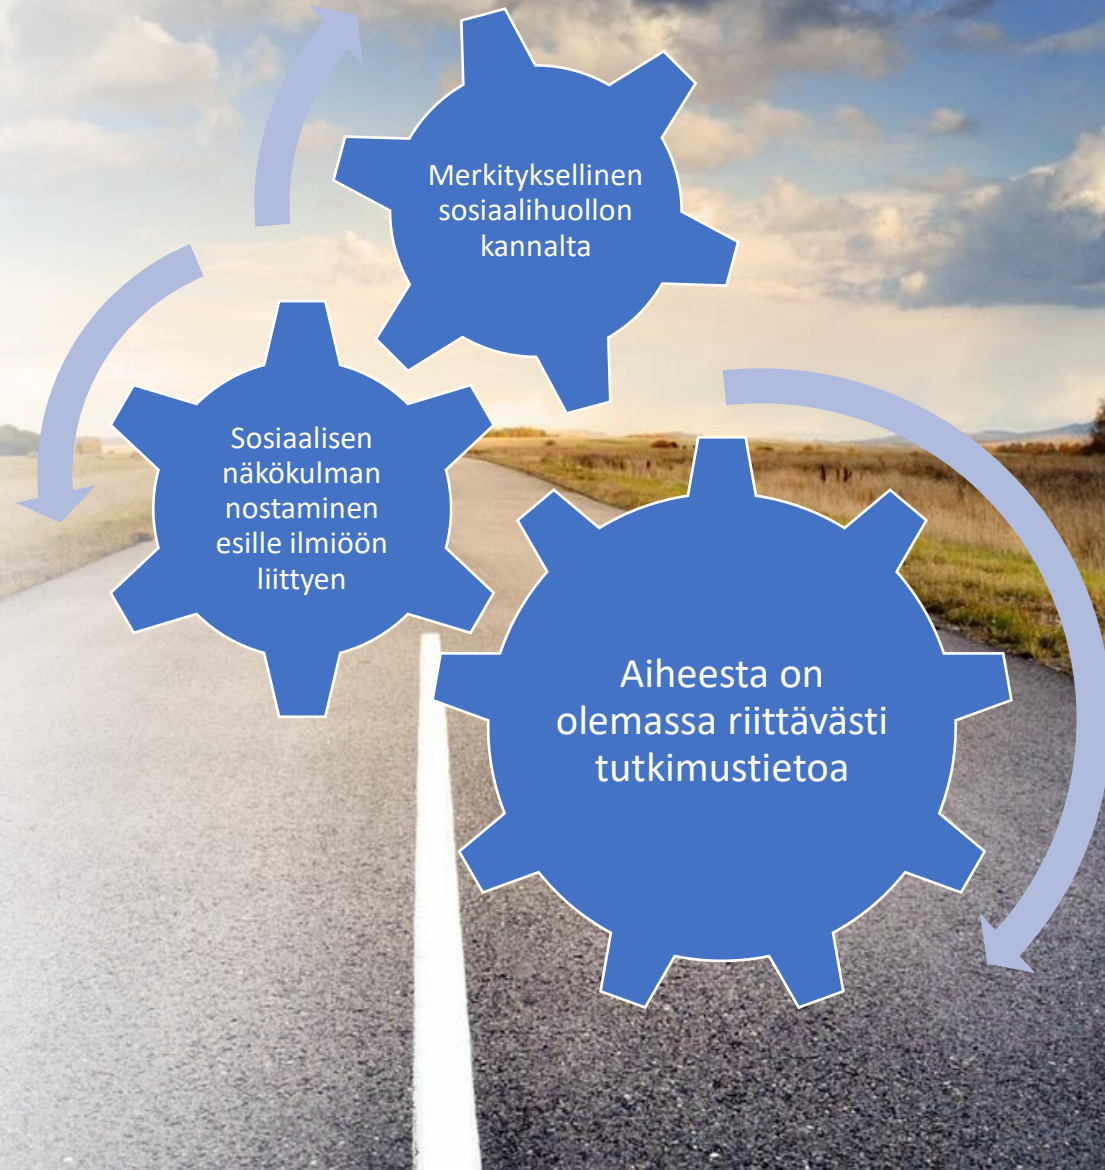 Merkityksellinen
sosiaalihuollon
kannalta
Sosiaalisen
näkökulman
nostaminen
esille ilmiöön
liittyen
Aiheesta on
olemassa riittävästi
tutkimustietoa